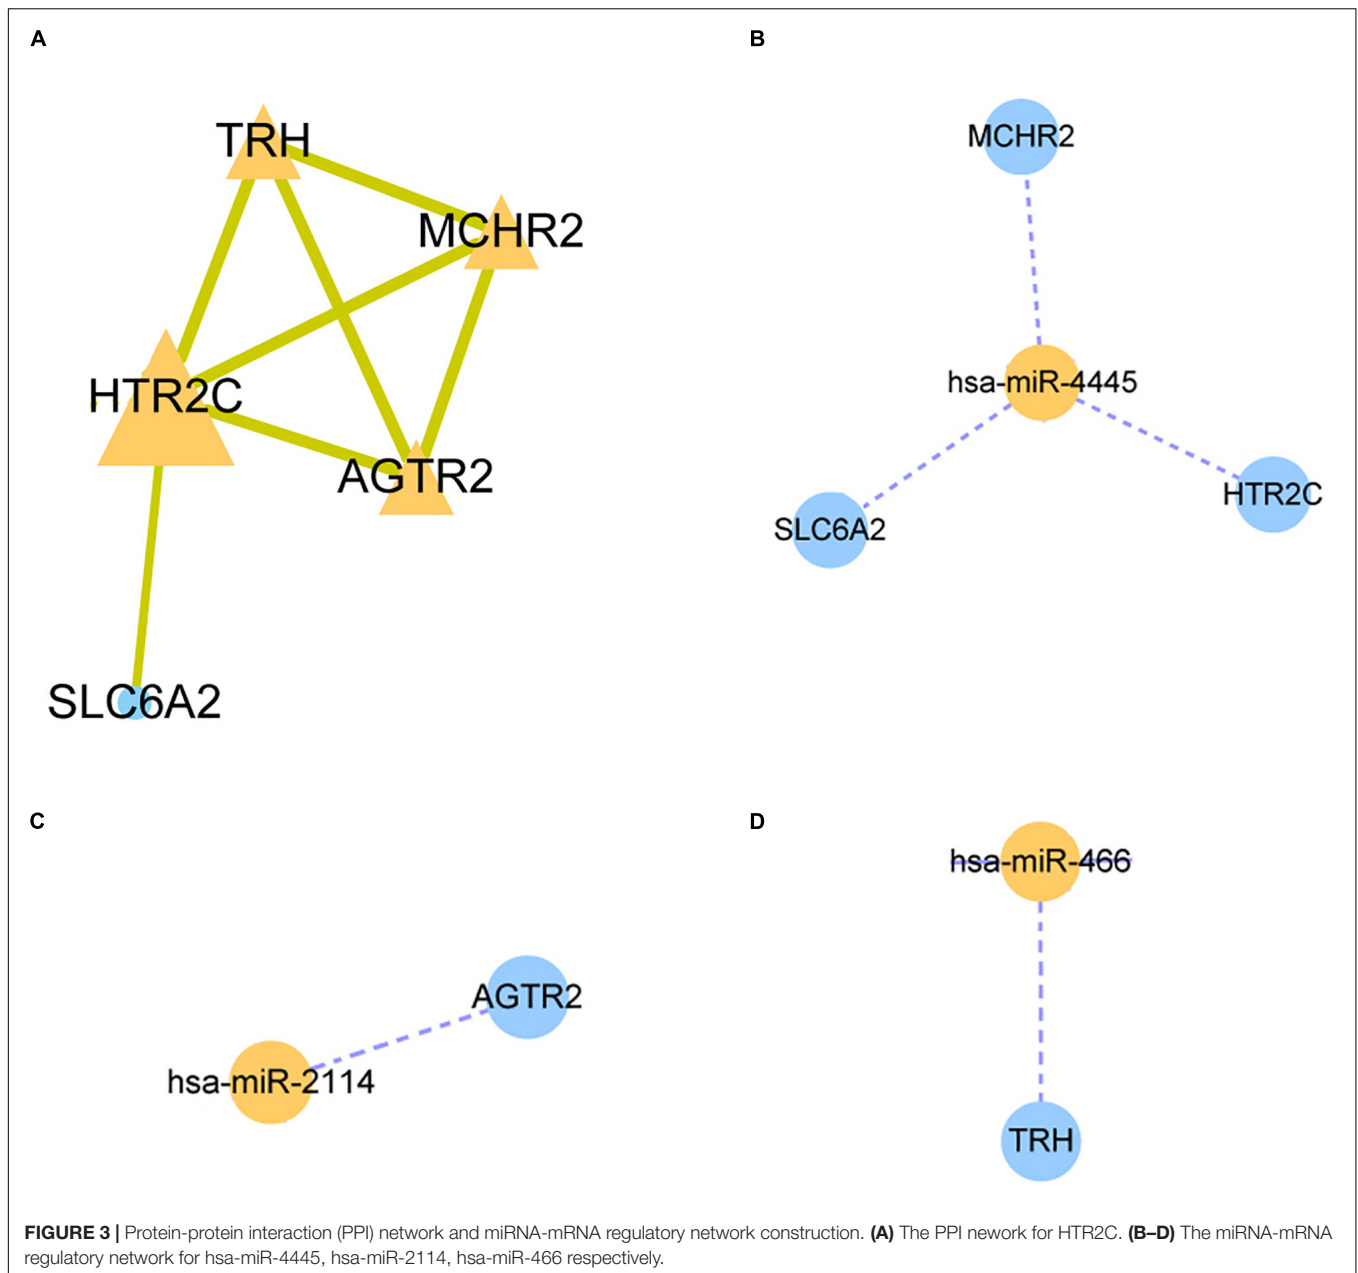 A
TRH
MCHR2
HTR2C
AGTR2
SLC6A2
B
MCHR2
hsa-miR-4445
HTR2C
SLC6A2
C
AGTR2
hsa-miR-2114
D
hsa-miR-466
TRH
FIGURE 3 | Protein-protein interaction (PPI) network and miRNA-mRNA regulatory network construction. (A) The PPI nework for HTR2C. (B–D) The miRNA-mRNA
regulatory network for hsa-miR-4445, hsa-miR-2114, hsa-miR-466 respectively.